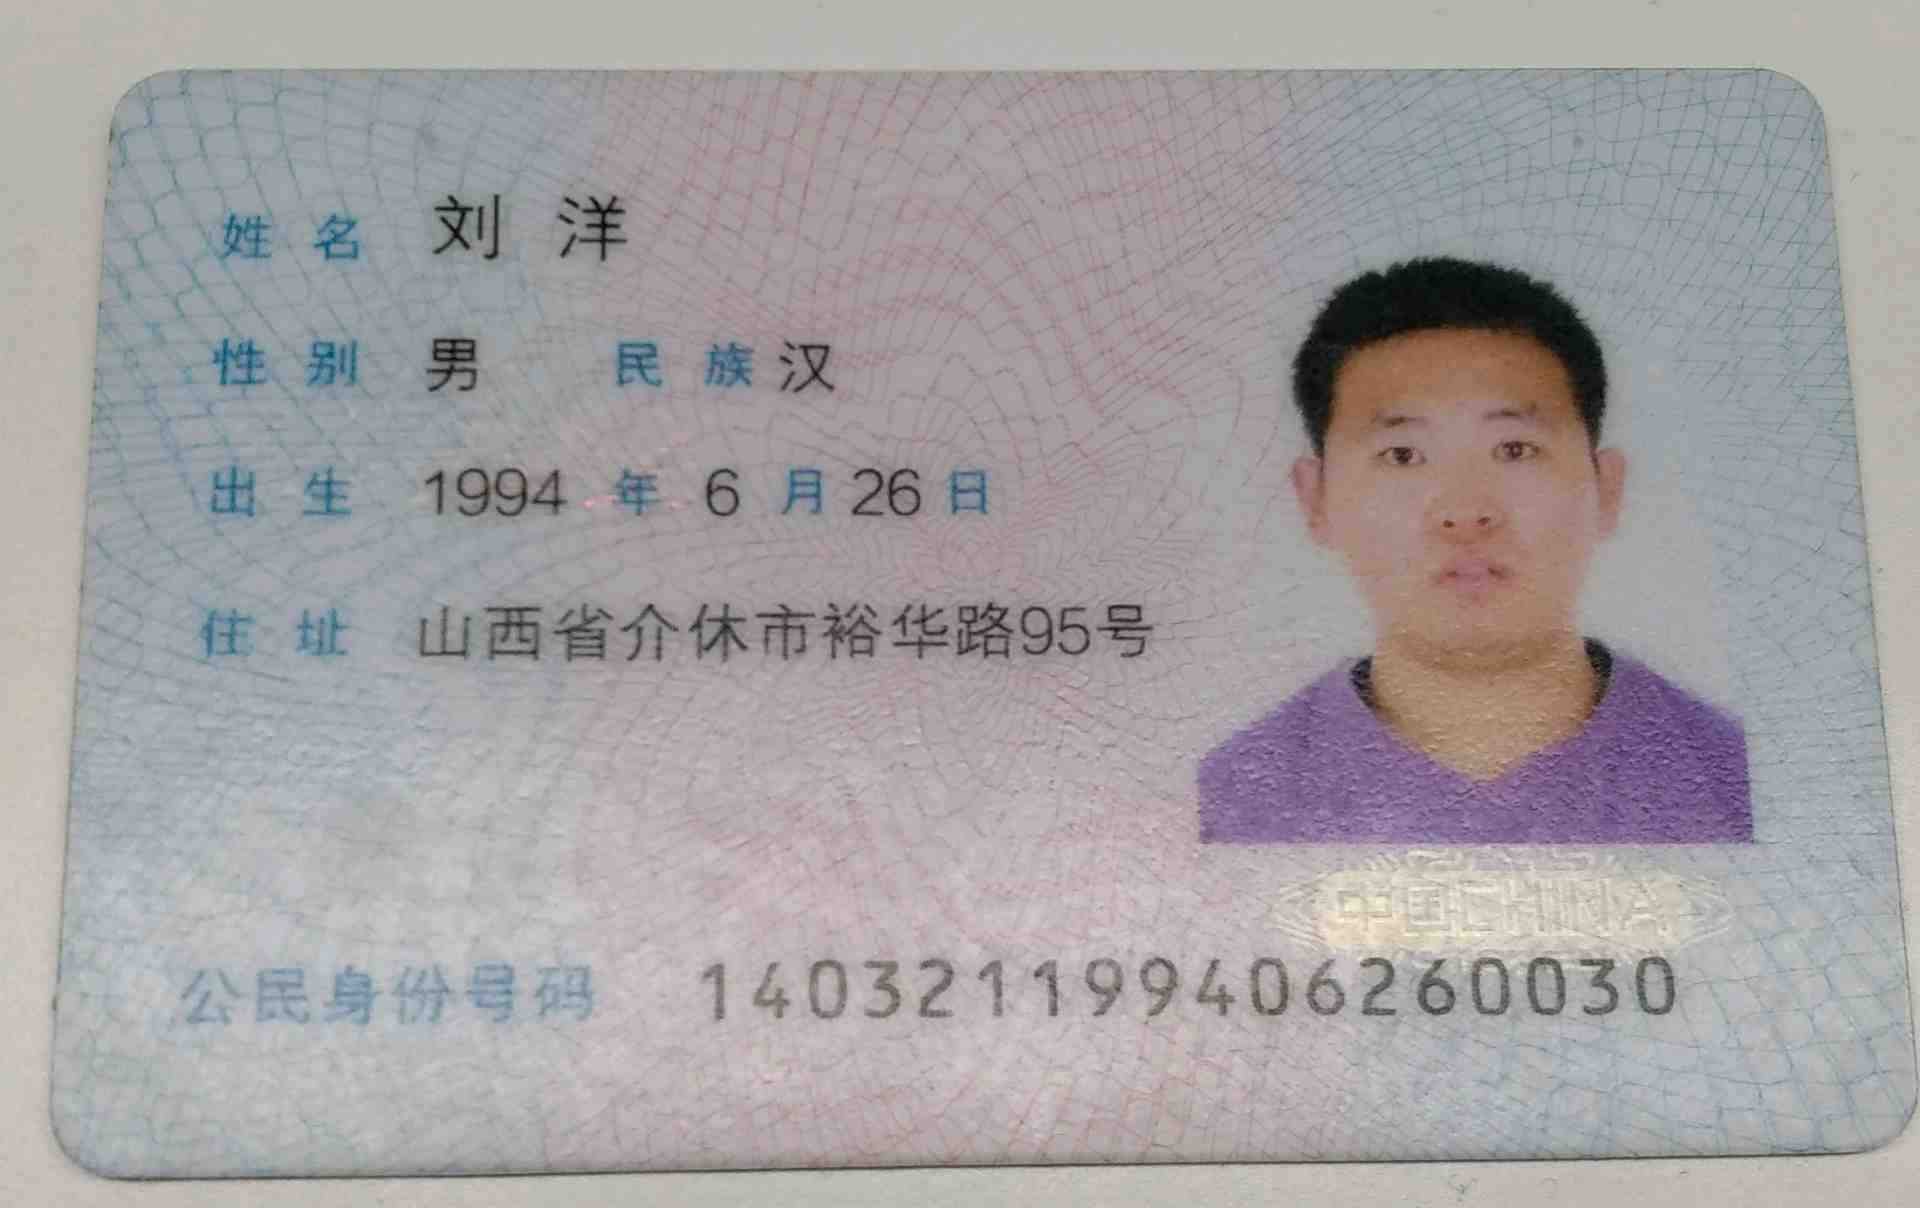 姓名 刘洋
性别 男 民族 汉
出生 1994 年 6 月 26 日
住址 山西省介休市裕华路95号
中国CHINA
公民身份号码 140321199406260030